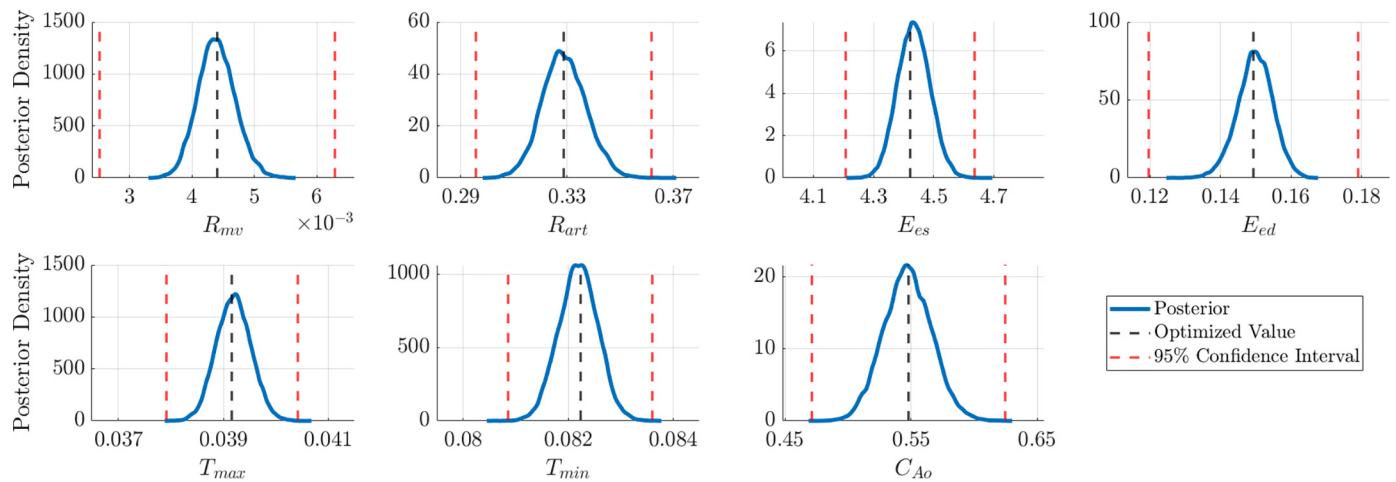 Posterior Density
1500
1000
500
0
3 4 5 6
×10⁻³
R_mv
60
40
20
0
0.29 0.33 0.37
R_art
6
4
2
0
4.1 4.3 4.5 4.7
E_es
100
50
0
0.12 0.14 0.16 0.18
E_ed
Posterior Density
1500
1000
500
0
0.037 0.039 0.041
T_max
1000
500
0
0.08 0.082 0.084
T_min
20
10
0
0.45 0.55 0.65
C_Ao
Posterior
Optimized Value
95% Confidence Interval